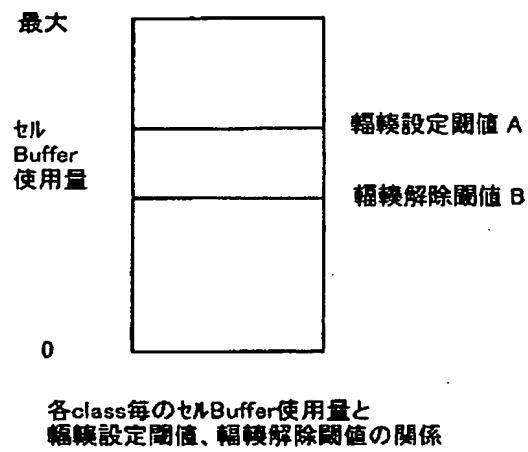 最大
輻輳設定閾値 A
セル
Buffer
使用量
輻輳解除閾値 B
0
各class毎のセルBuffer使用量と
輻輳設定閾値、輻輳解除閾値の関係